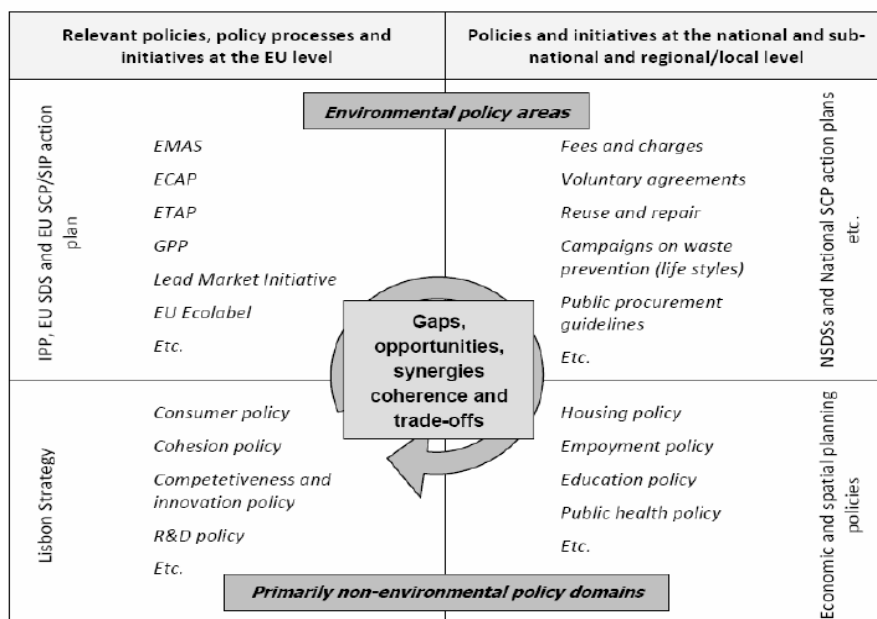 Relevant policies, policy processes and
initiatives at the EU level
Policies and initiatives at the national and sub-
national and regional/local level
Environmental policy areas
IPP, EU SDS and EU SCP/SIP action
plan
EMAS
ECAP
ETAP
GPP
Lead Market Initiative
EU Ecolabel
Etc.
Fees and charges
Voluntary agreements
Reuse and repair
Campaigns on waste
prevention (life styles)
Public procurement
guidelines
Etc.
NSDSs and National SCP action plans
etc.
Gaps,
opportunities,
synergies
coherence and
trade-offs
Lisbon Strategy
Consumer policy
Cohesion policy
Competetiveness and
innovation policy
R&D policy
Etc.
Housing policy
Empoyment policy
Education policy
Public health policy
Etc.
Economic and spatial planning
policies
Primarily non-environmental policy domains